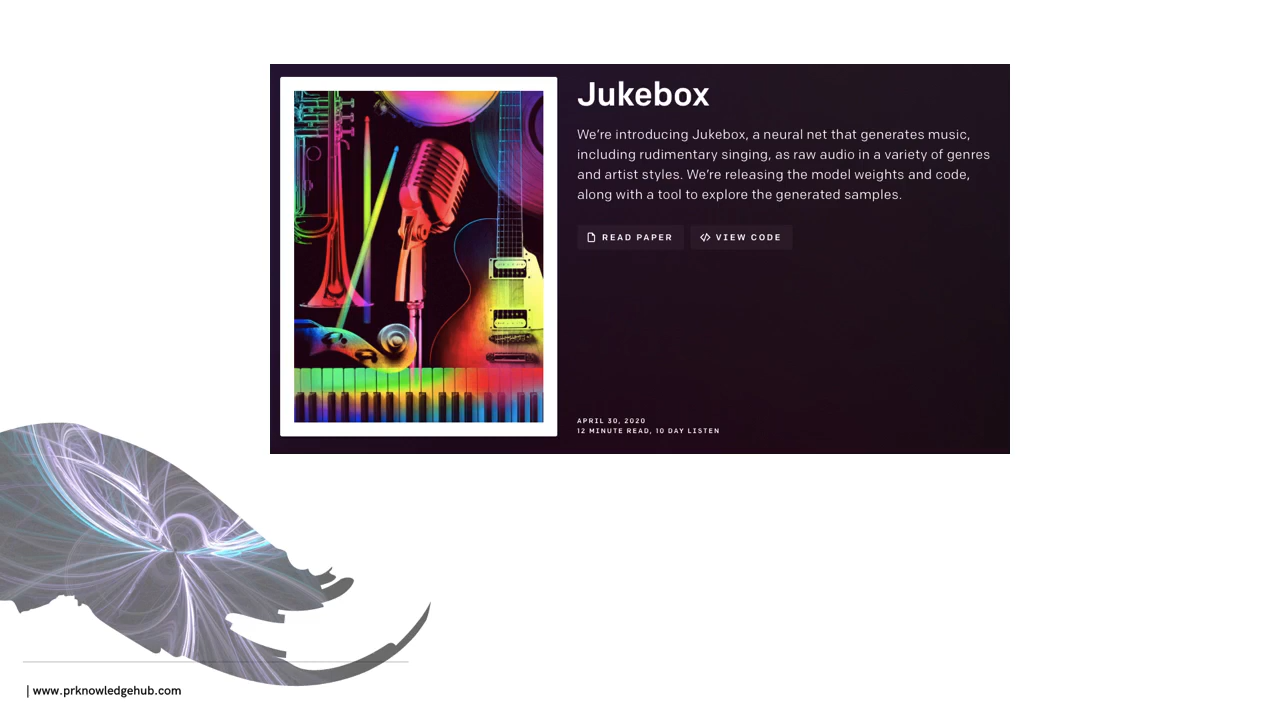 Jukebox
We’re introducing Jukebox, a neural net that generates music,
including rudimentary singing, as raw audio in a variety of genres
and artist styles. We’re releasing the model weights and code,
along with a tool to explore the generated samples.
READ PAPER
VIEW CODE
APRIL 30, 2020
12 MINUTE READ, 10 DAY LISTEN
| www.prknowledgehub.com